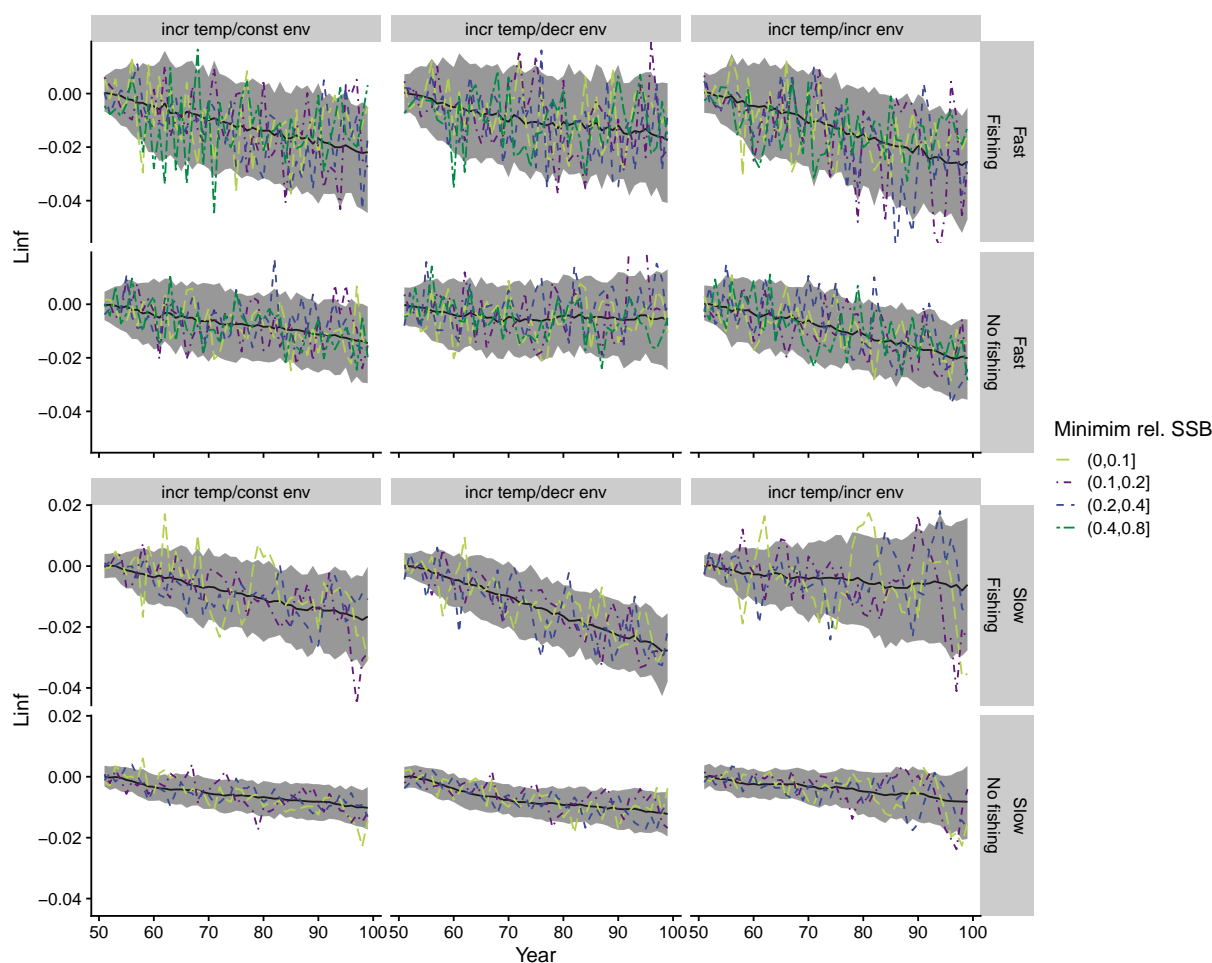 incr temp/const env incr temp/decr env incr temp/incr env
Linf
0.00
−0.02
−0.04
Fast
Fishing
0.00
−0.02
−0.04
Fast
No fishing
Minimim rel. SSB
(0,0.1]
(0.1,0.2]
(0.2,0.4]
(0.4,0.8]
incr temp/const env incr temp/decr env incr temp/incr env
Linf
0.02
0.00
−0.02
−0.04
Slow
Fishing
0.02
0.00
−0.02
−0.04
Slow
No fishing
50 60 70 80 90 100 50 60 70 80 90 100 50 60 70 80 90 100
Year